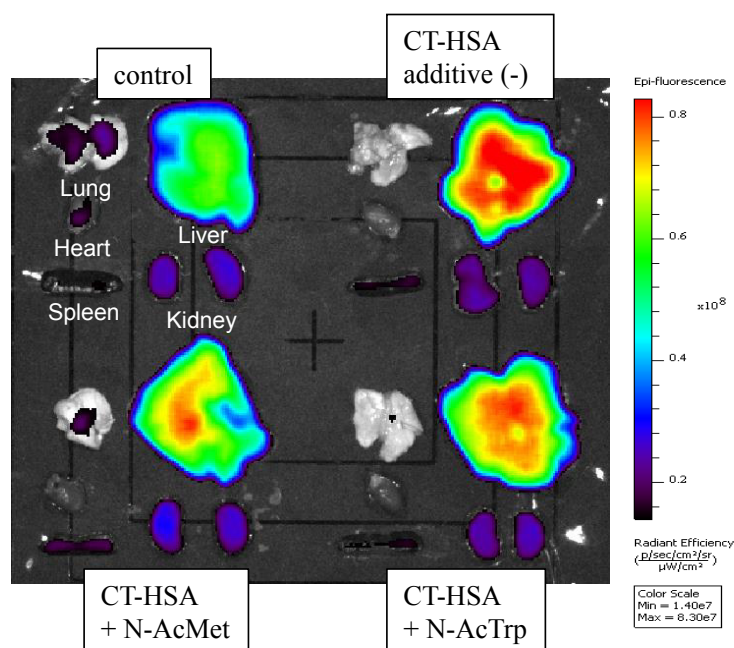 control
CT-HSA
additive (-)
Lung
Heart
Liver
Spleen
Kidney
CT-HSA
+ N-AcMet
CT-HSA
+ N-AcTrp
Epi-fluorescence
0.8
0.6
x10⁸
0.4
0.2
Radiant Efficiency
(p/sec/cm²/sr / µW/cm²)
Color Scale
Min = 1.40e7
Max = 8.30e7